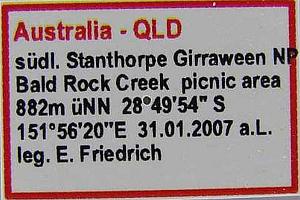 Australia - QLD
südl. Stanthorpe Girraween NP
Bald Rock Creek picnic area
882m üNN 28°49'54" S
151°56'20"E 31.01.2007 a.L.
leg. E. Friedrich